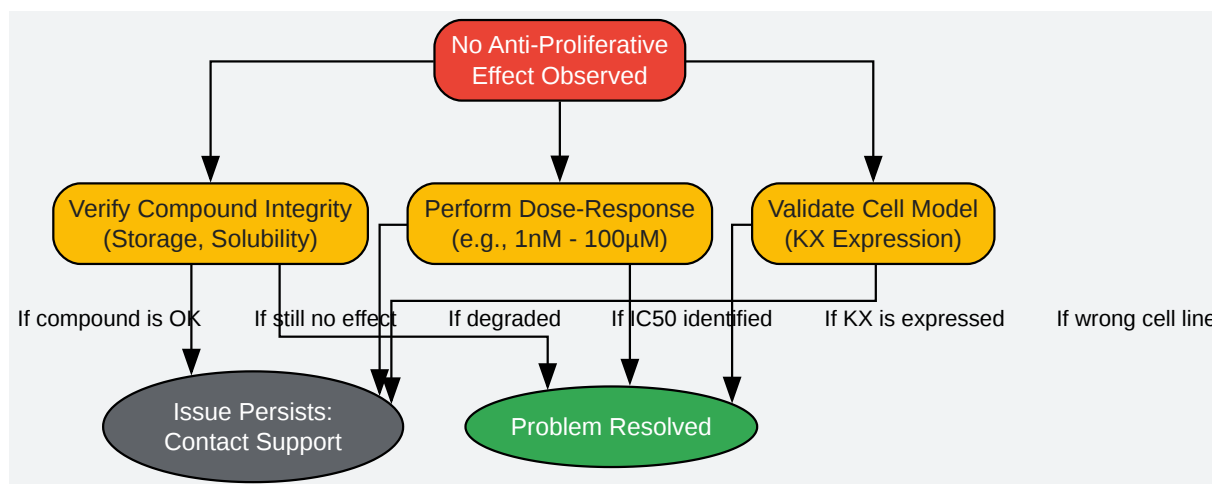 No Anti-Proliferative
Effect Observed
Verify Compound Integrity
(Storage, Solubility)
Perform Dose-Response
(e.g., 1nM - 100µM)
Validate Cell Model
(KX Expression)
If compound is OK
If still no effect
If degraded
If IC50 identified
If KX is expressed
If wrong cell line
Issue Persists:
Contact Support
Problem Resolved